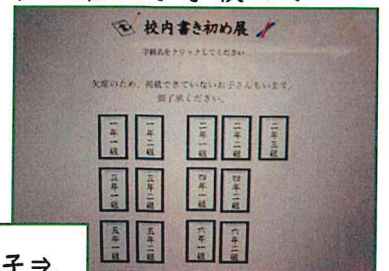 校内書き初め展
学級名をクリックしてください
欠席のため、掲載できていないお子さんもいます。
御了承ください。
一年一組
一年二組
二年一組
二年二組
二年三組
三年一組
三年二組
四年一組
四年二組
五年一組
五年二組
六年一組
六年二組
子⇒